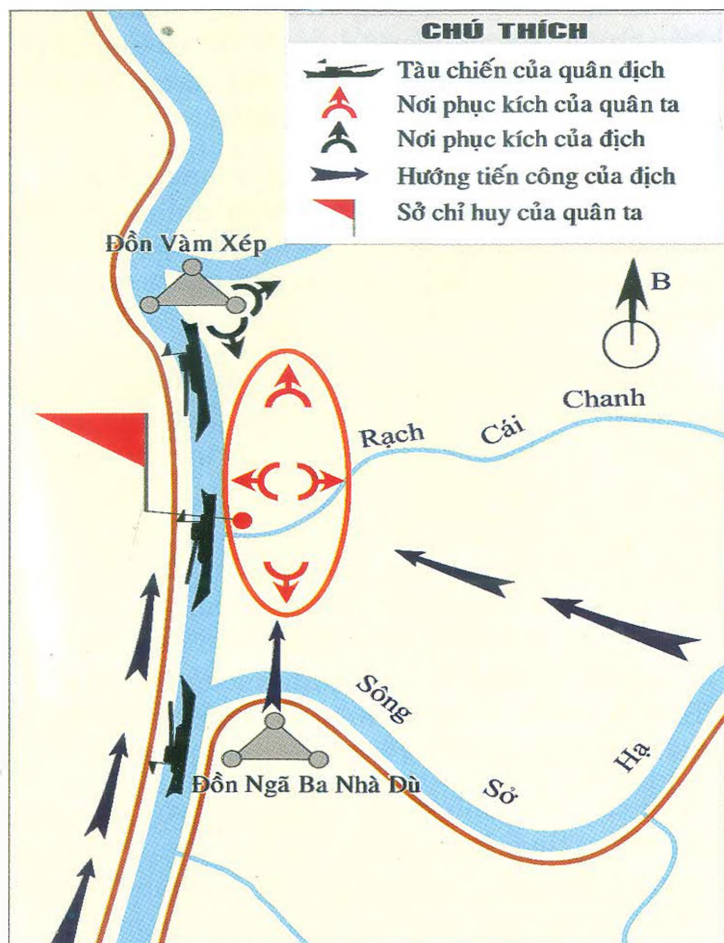 CHÚ THÍCH
Tàu chiến của quân địch
Nơi phục kích của quân ta
Nơi phục kích của địch
Hướng tiến công của địch
Sở chỉ huy của quân ta
Đồn Vàm Xép
B
Rạch Cái Chanh
Sông Sở Hạ
Đồn Ngã Ba Nhà Dù